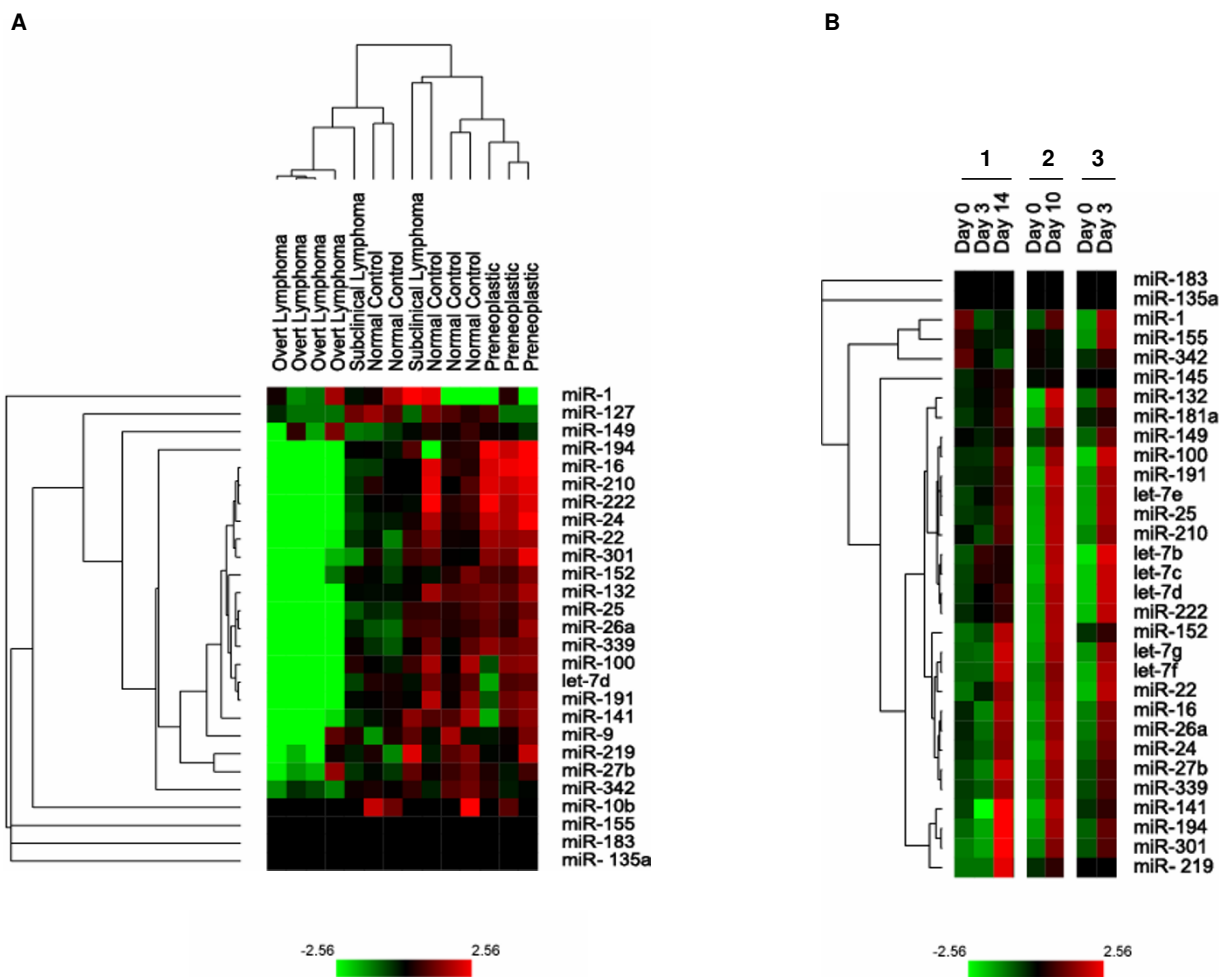 A
Overt Lymphoma
Overt Lymphoma
Overt Lymphoma
Overt Lymphoma
Subclinical Lymphoma
Normal Control
Normal Control
Subclinical Lymphoma
Normal Control
Normal Control
Normal Control
Preneoplastic
Preneoplastic
Preneoplastic
miR-1
miR-127
miR-149
miR-194
miR-16
miR-210
miR-222
miR-24
miR-22
miR-301
miR-152
miR-132
miR-25
miR-26a
miR-339
miR-100
let-7d
miR-191
miR-141
miR-9
miR-219
miR-27b
miR-342
miR-10b
miR-155
miR-183
miR- 135a
-2.56 2.56
B
1 2 3
Day 0
Day 3
Day 14
Day 0
Day 10
Day 0
Day 3
miR-183
miR-135a
miR-1
miR-155
miR-342
miR-145
miR-132
miR-181a
miR-149
miR-100
miR-191
let-7e
miR-25
miR-210
let-7b
let-7c
let-7d
miR-222
miR-152
let-7g
let-7f
miR-22
miR-16
miR-26a
miR-24
miR-27b
miR-339
miR-141
miR-194
miR-301
miR- 219
-2.56 2.56